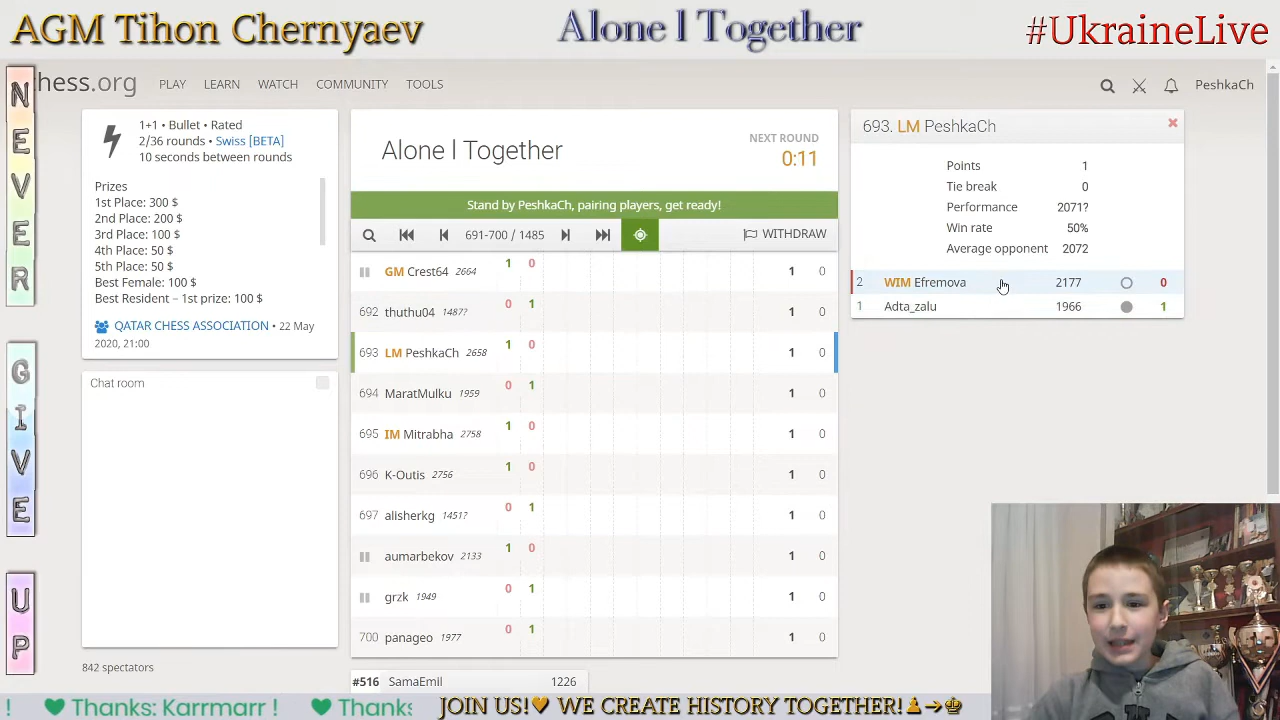 AGM Tihon Chernyaev
Alone l Together
#UkraineLive
NEVER
GIVE
UP
hess.org
PLAY LEARN WATCH COMMUNITY TOOLS
PeshkaCh
1+1 • Bullet • Rated
2/36 rounds • Swiss [BETA]
10 seconds between rounds
Prizes
1st Place: 300 $
2nd Place: 200 $
3rd Place: 100 $
4th Place: 50 $
5th Place: 50 $
Best Female: 100 $
Best Resident – 1st prize: 100 $
QATAR CHESS ASSOCIATION • 22 May
2020, 21:00
Chat room
842 spectators
Alone l Together
NEXT ROUND
0:11
Stand by PeshkaCh, pairing players, get ready!
691-700 / 1485
WITHDRAW
GM Crest64 2664 1 0 1 0
692 thuthu04 1487? 0 1 1 0
693 LM PeshkaCh 2658 1 0 1 0
694 MaratMulku 1959 0 1 1 0
695 IM Mitrabha 2758 1 0 1 0
696 K-Outis 2756 1 0 1 0
697 alisherkg 1451? 0 1 1 0
aumarbekov 2133 1 0 1 0
grzk 1949 0 1 1 0
700 panageo 1977 0 1 1 0
#516 SamaEmil 1226
693. LM PeshkaCh
Points 1
Tie break 0
Performance 2071?
Win rate 50%
Average opponent 2072
2 WIM Efremova 2177 0
1 Adta_zalu 1966 1
! Thanks: Karrmarr ! Thanks
JOIN US! WE CREATE HISTORY TOGETHER!